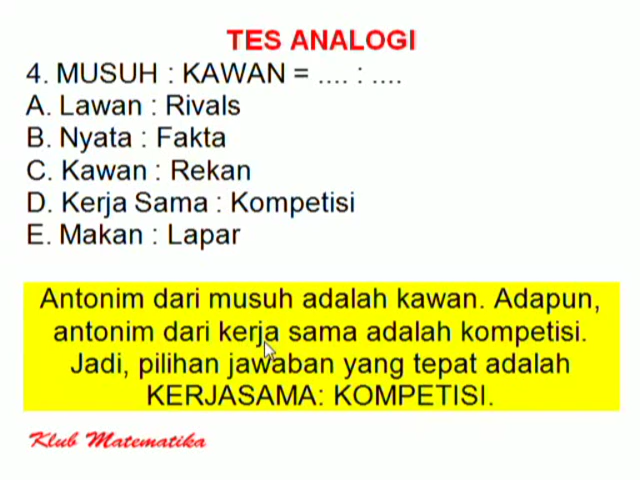 TES ANALOGI
4. MUSUH : KAWAN = .... : ....
A. Lawan : Rivals
B. Nyata : Fakta
C. Kawan : Rekan
D. Kerja Sama : Kompetisi
E. Makan : Lapar
Antonim dari musuh adalah kawan. Adapun,
antonim dari kerja sama adalah kompetisi.
Jadi, pilihan jawaban yang tepat adalah
KERJASAMA: KOMPETISI.
Klub Matematika